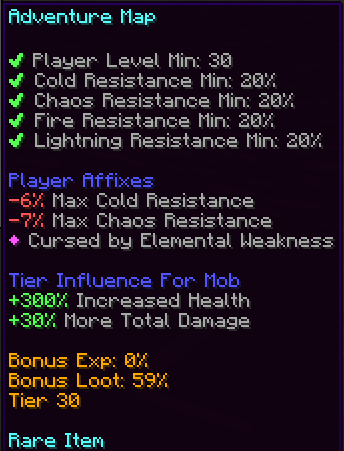 Adventure Map
Player Level Min: 30
Cold Resistance Min: 20%
Chaos Resistance Min: 20%
Fire Resistance Min: 20%
Lightning Resistance Min: 20%
Player Affixes
-6% Max Cold Resistance
-7% Max Chaos Resistance
Cursed by Elemental Weakness
Tier Influence For Mob
+300% Increased Health
+30% More Total Damage
Bonus Exp: 0%
Bonus Loot: 59%
Tier 30
Rare Item